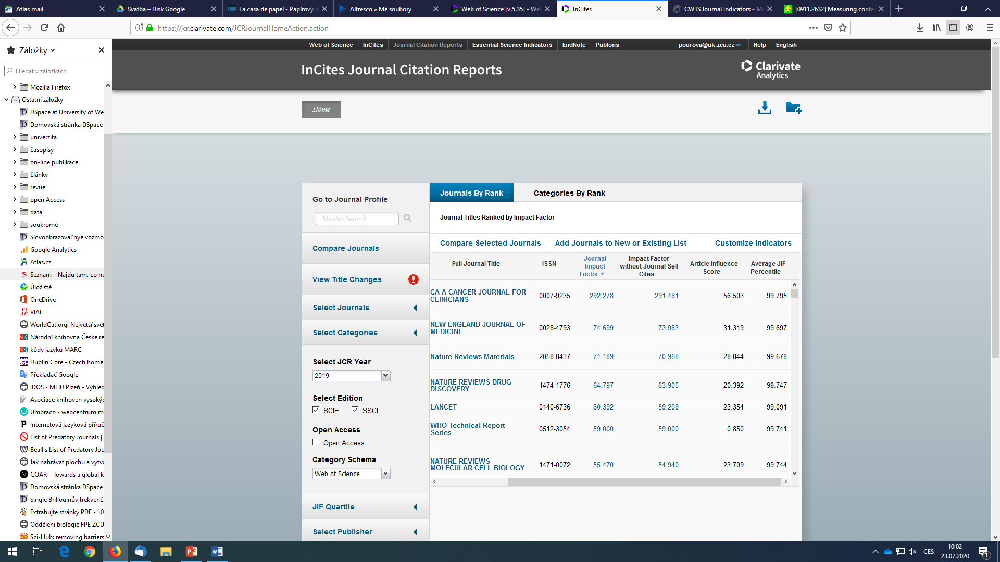 Atlas mail
Svatba – Disk Google
La casa de papel - Papírový d
Alfresco » Mé soubory
Web of Science [v.5.35] - We
InCites
CWTS Journal Indicators - M
[0911.2632] Measuring conte
https://jcr.clarivate.com/JCRJournalHomeAction.action
Záložky
Hledat v záložkách
Mozilla Firefox
Ostatní záložky
DSpace at University of We
Domovská stránka DSpace
univerzita
časopisy
on-line publikace
články
revue
open Access
data
soukromé
Slovoobrazoval'nye vozmo
Google Analytics
Atlas.cz
Seznam – Najdu tam, co ne
Úložiště
OneDrive
VIAF
WorldCat.org: Největší svět
Národní knihovna České re
kódy jazyků MARC
Dublin Core - Czech home
Překladač Google
IDOS - MHD Plzeň - Vyhled
Asociace knihoven vysokýc
Umbraco - webcentrum.m
Internetová jazyková příruč
List of Predatory Journals |
Beall's List of Predatory Jou
Jak nahrávat plochu a vytvá
COAR – Towards a global k
Domovská stránka DSpace
Single Brillouinův frekvenč
Extrahujte stránky PDF - 10
Oddělení biologie FPE ZČU
Sci-Hub: removing barriers
Web of Science
InCites
Journal Citation Reports
Essential Science Indicators
EndNote
Publons
pourova@uk.zcu.cz
Help
English
InCites Journal Citation Reports
Clarivate
Analytics
Home
Go to Journal Profile
Master Search
Compare Journals
View Title Changes
Select Journals
Select Categories
Select JCR Year
2019
Select Edition
SCIE SSCI
Open Access
Open Access
Category Schema
Web of Science
JIF Quartile
Select Publisher
Journals By Rank
Categories By Rank
Journal Titles Ranked by Impact Factor
Compare Selected Journals
Add Journals to New or Existing List
Customize Indicators
Full Journal Title
ISSN
Journal
Impact
Factor
Impact Factor
without Journal Self
Cites
Article Influence
Score
Average JIF
Percentile
CA-A CANCER JOURNAL FOR
CLINICIANS
0007-9235 292.278 291.481 56.503 99.795
NEW ENGLAND JOURNAL OF
MEDICINE
0028-4793 74.699 73.983 31.319 99.697
Nature Reviews Materials 2058-8437 71.189 70.968 28.844 99.678
NATURE REVIEWS DRUG
DISCOVERY
1474-1776 64.797 63.905 20.392 99.747
LANCET 0140-6736 60.392 59.208 23.354 99.091
WHO Technical Report
Series
0512-3054 59.000 59.000 0.850 99.741
NATURE REVIEWS
MOLECULAR CELL BIOLOGY
1471-0072 55.470 54.940 23.709 99.744
CES
10:02
23.07.2020
1